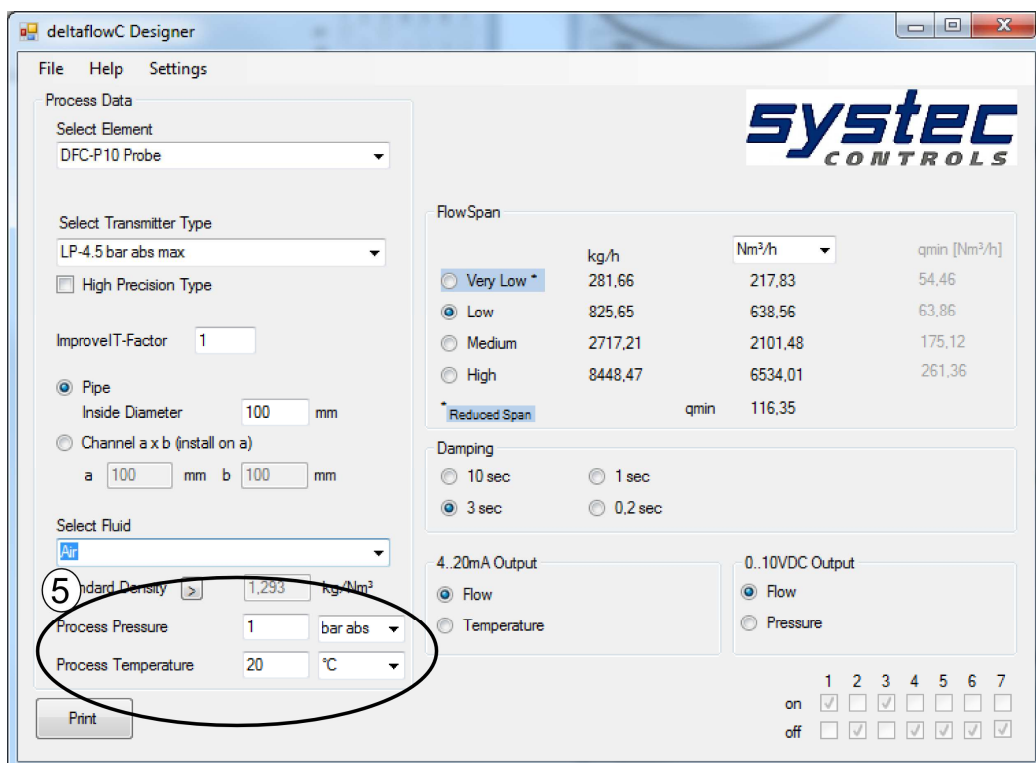 deltaflowC Designer
File Help Settings
Process Data
Select Element
DFC-P10 Probe
Select Transmitter Type
LP-4.5 bar abs max
High Precision Type
ImproveIT-Factor 1
Pipe
Inside Diameter 100 mm
Channel a x b (install on a)
a 100 mm b 100 mm
Select Fluid
Air
5
ndard Density > 1,293 kg/Nm³
Process Pressure 1 bar abs
Process Temperature 20 °C
Print
systec
CONTROLS
FlowSpan
kg/h Nm³/h qmin [Nm³/h]
Very Low * 281,66 217,83 54,46
Low 825,65 638,56 63,86
Medium 2717,21 2101,48 175,12
High 8448,47 6534,01 261,36
* Reduced Span qmin 116,35
Damping
10 sec 1 sec
3 sec 0,2 sec
4..20mA Output
Flow
Temperature
0..10VDC Output
Flow
Pressure
1 2 3 4 5 6 7
on
off